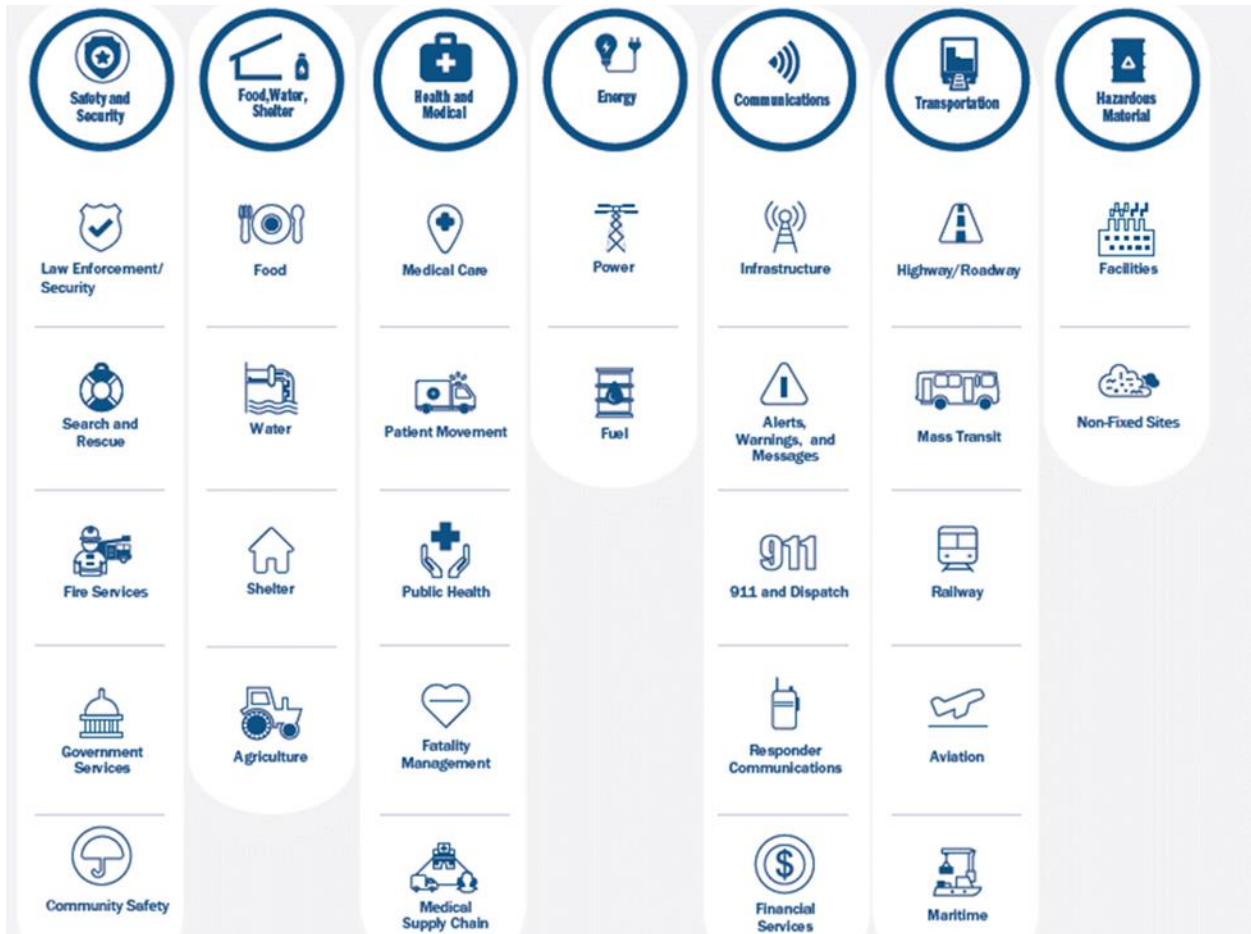 Safety and
Security
Food,Water,
Shelter
Health and
Medical
Energy
Communications
Transportation
Hazardous
Material
Law Enforcement/
Security
Food
Medical Care
Power
Infrastructure
Highway/Roadway
Facilities
Search and
Rescue
Water
Patient Movement
Fuel
Alerts,
Warnings, and
Messages
Mass Transit
Non-Fixed Sites
Fire Services
Shelter
Public Health
911
911 and Dispatch
Railway
Government
Services
Agriculture
Fatality
Management
Responder
Communications
Aviation
Community Safety
Medical
Supply Chain
$
Financial
Services
Maritime